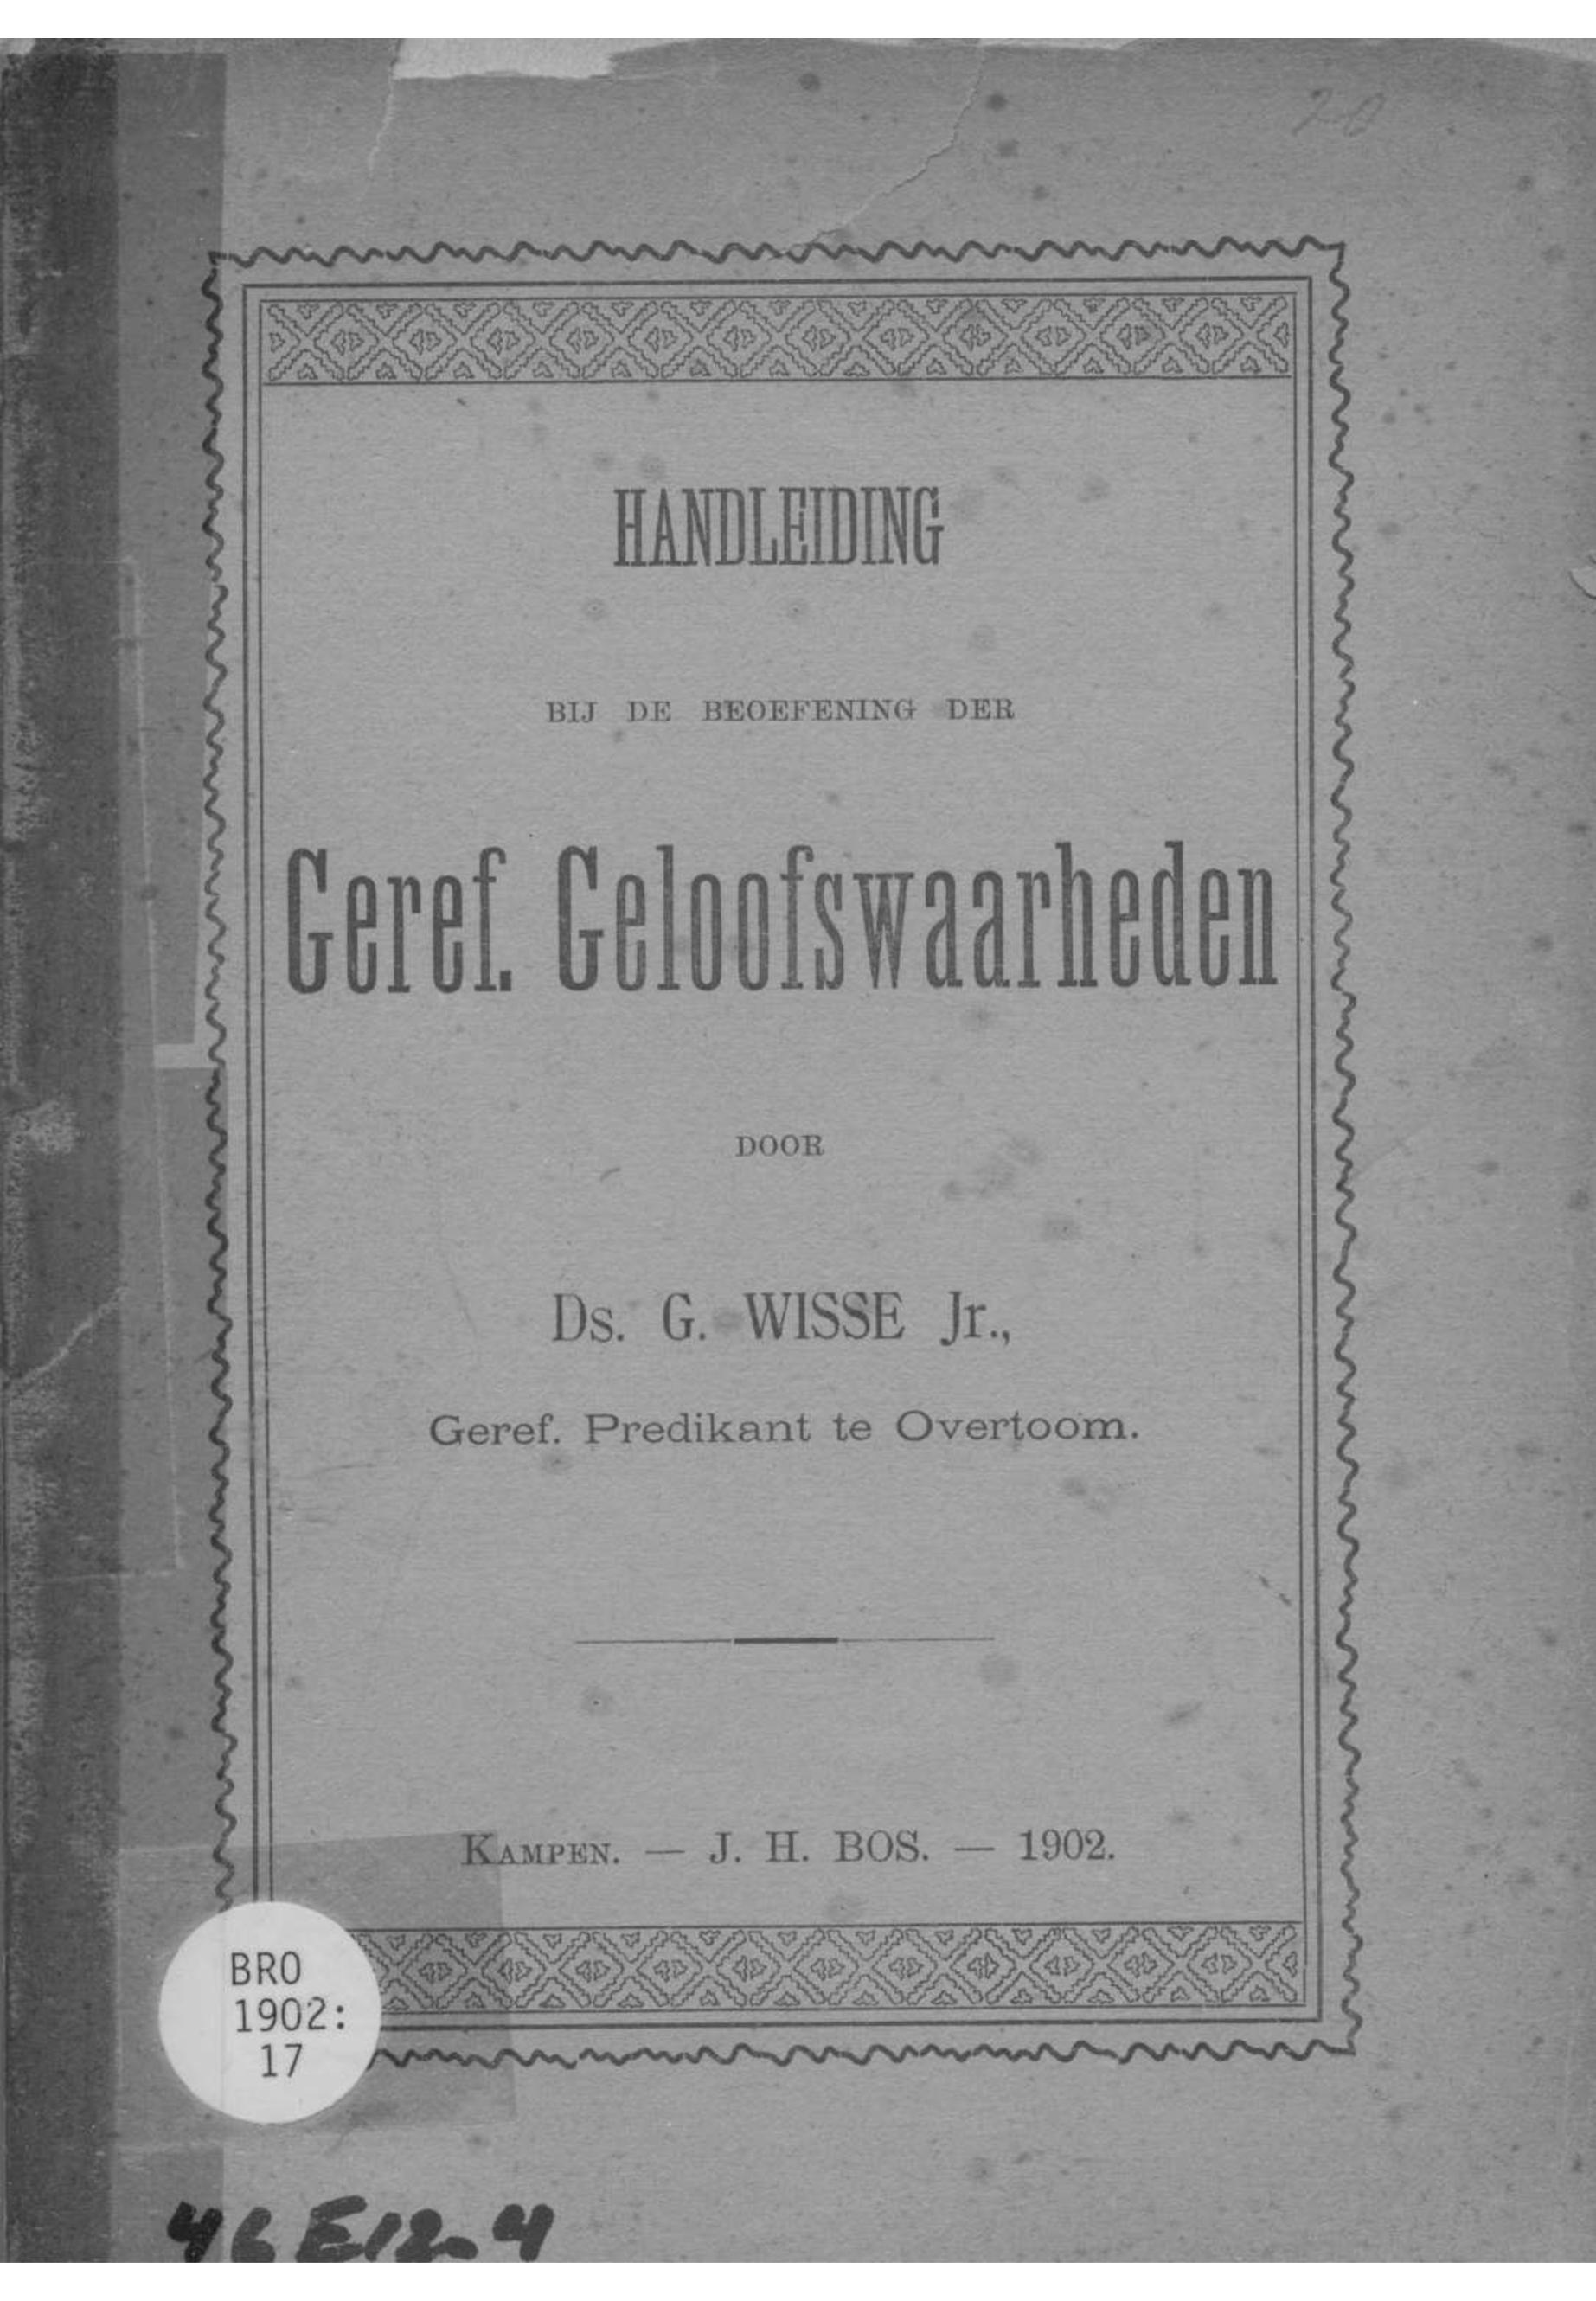 20
HANDLEIDING
BIJ DE BEOEFENING DER
Geref. Geloofswaarheden
DOOR
Ds. G. WISSE Jr.,
Geref. Predikant te Overtoom.
KAMPEN. — J. H. BOS. — 1902.
BRO
1902:
17
46 E12-4